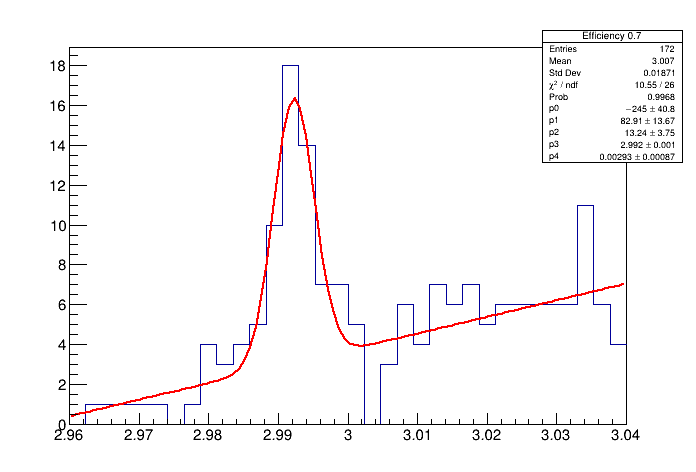 Efficiency 0.7
Entries 172
Mean 3.007
Std Dev 0.01871
χ² / ndf 10.55 / 26
Prob 0.9968
p0 −245 ± 40.8
p1 82.91 ± 13.67
p2 13.24 ± 3.75
p3 2.992 ± 0.001
p4 0.00293 ± 0.00087
18
16
14
12
10
8
6
4
2
0
2.96 2.97 2.98 2.99 3 3.01 3.02 3.03 3.04